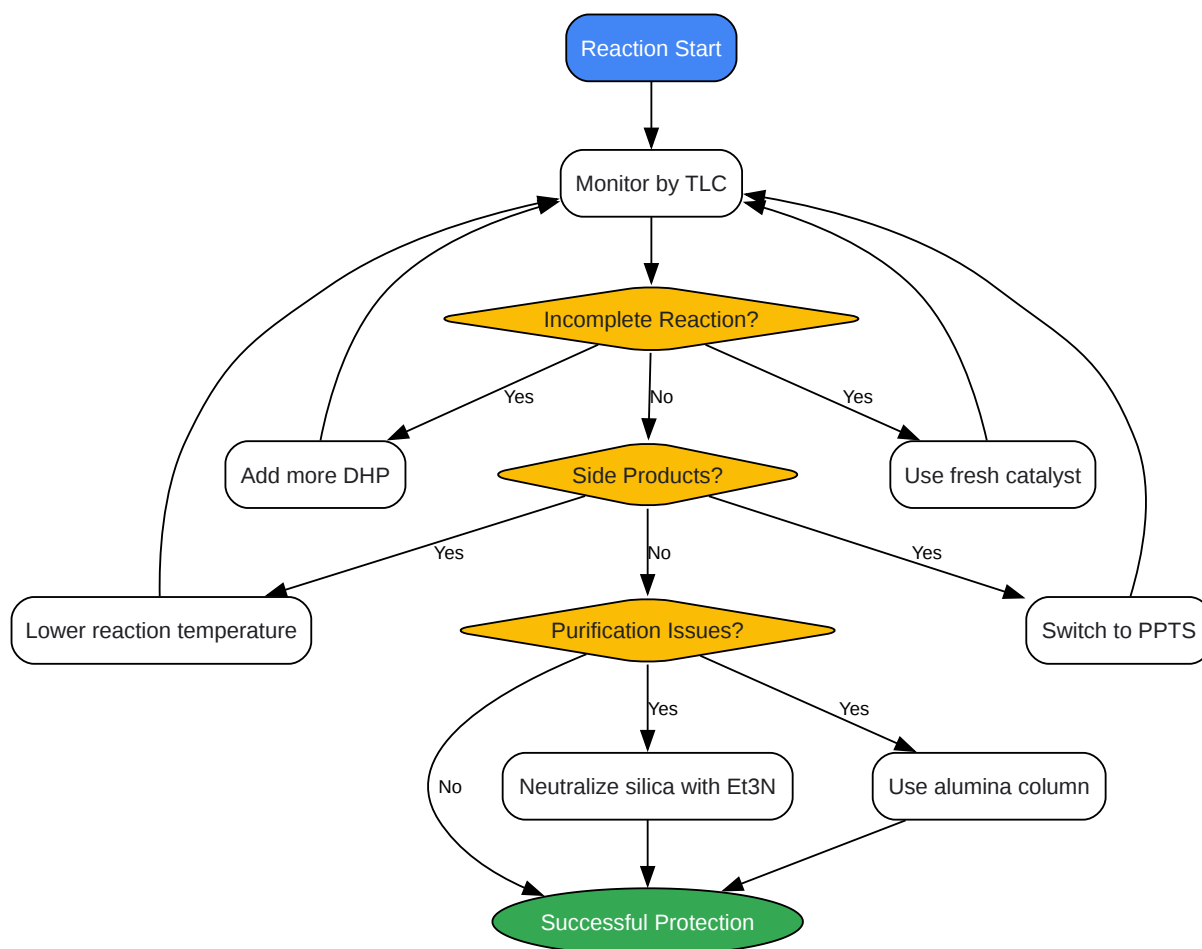 Reaction Start
Monitor by TLC
Incomplete Reaction?
Yes
No
Yes
Add more DHP
Side Products?
Use fresh catalyst
Yes
No
Yes
Lower reaction temperature
Purification Issues?
Switch to PPTS
Yes
Yes
No
Neutralize silica with Et3N
Use alumina column
Successful Protection